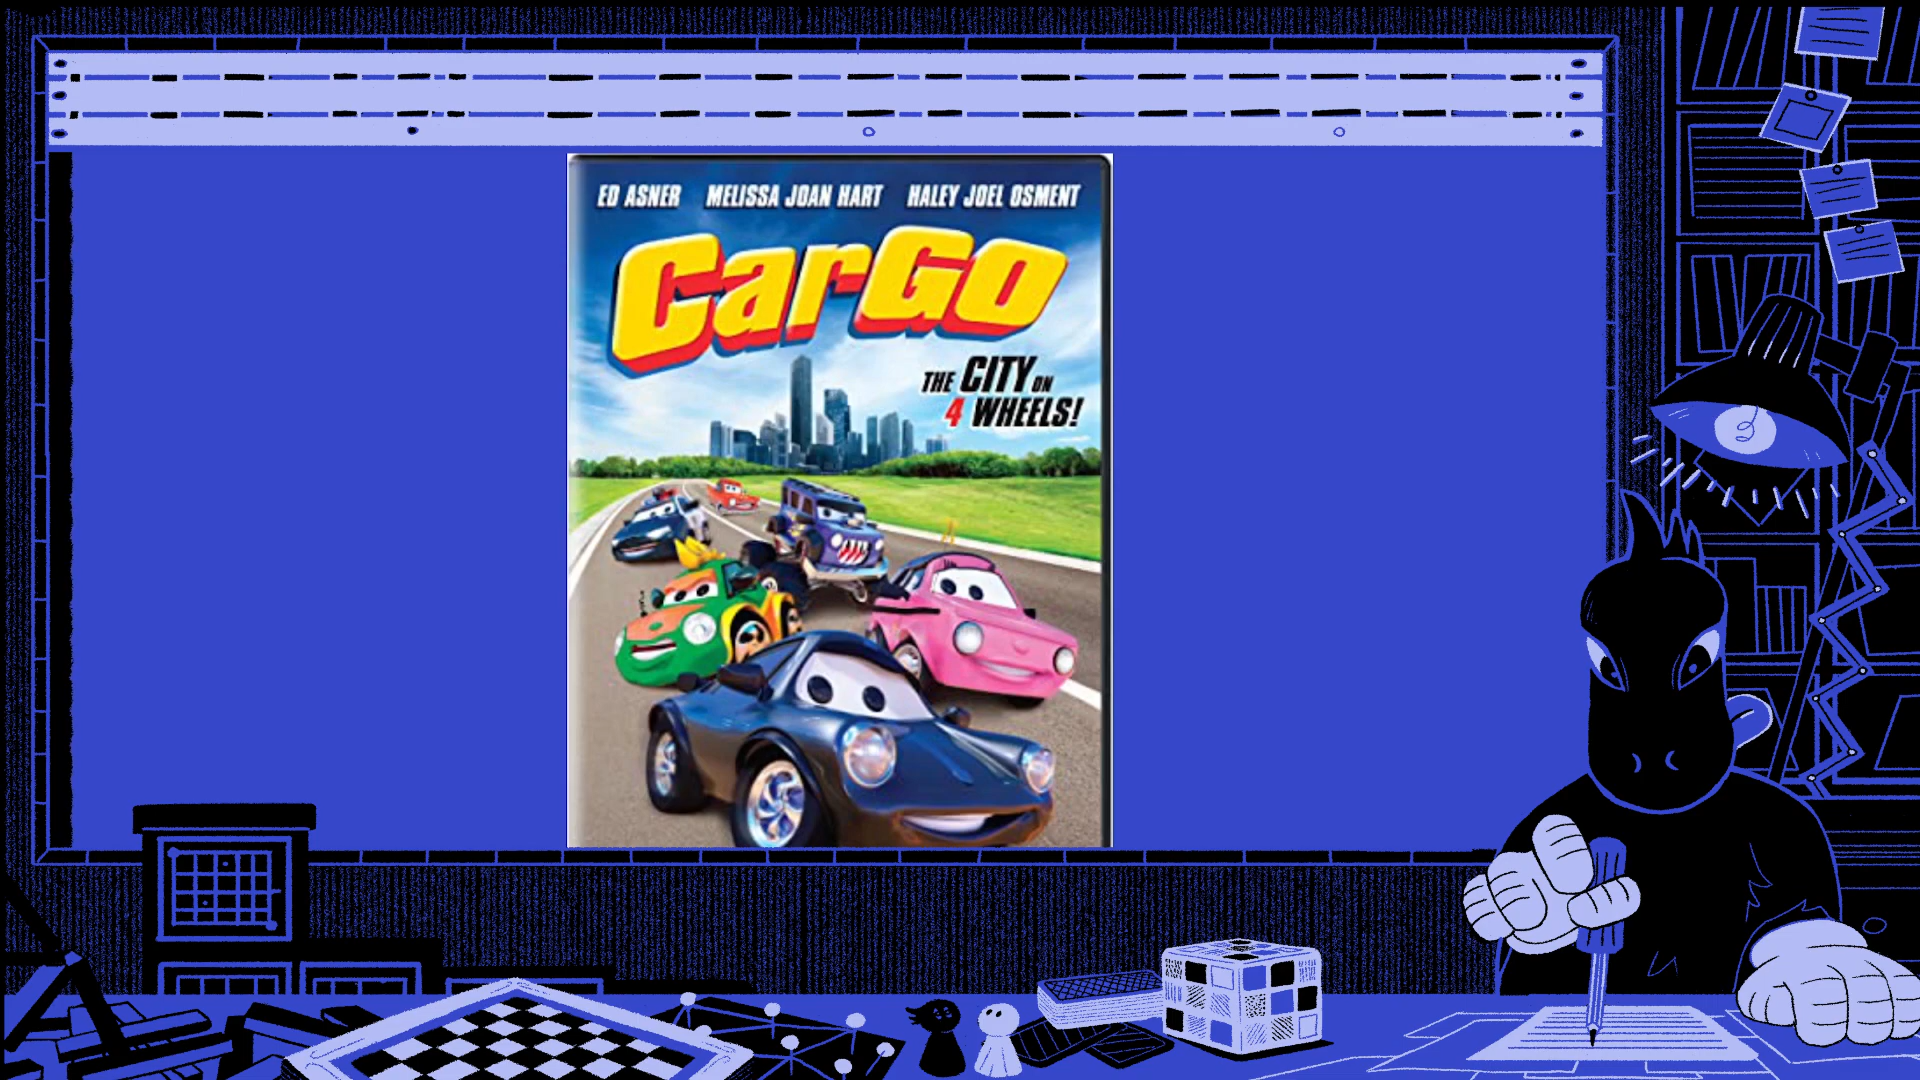 ED ASNER MELISSA JOAN HART HALEY JOEL OSMENT
CarGo
THE CITY ON
4 WHEELS!